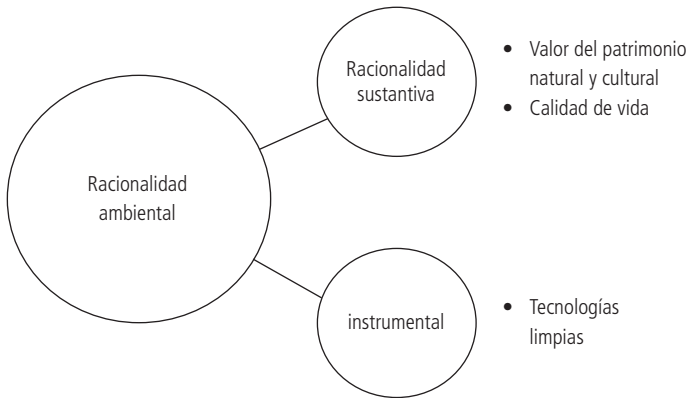 Racionalidad
ambiental
Racionalidad
sustantiva
• Valor del patrimonio
natural y cultural
• Calidad de vida
instrumental
• Tecnologías
limpias